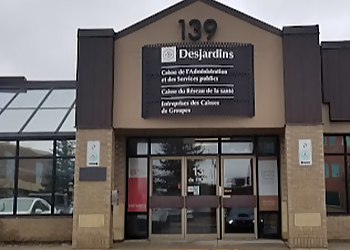 139
Desjardins
Caisse de l'Administration
et des Services publics
Caisse du Réseau de la santé
Entreprises des Caisses
de Groupes
139